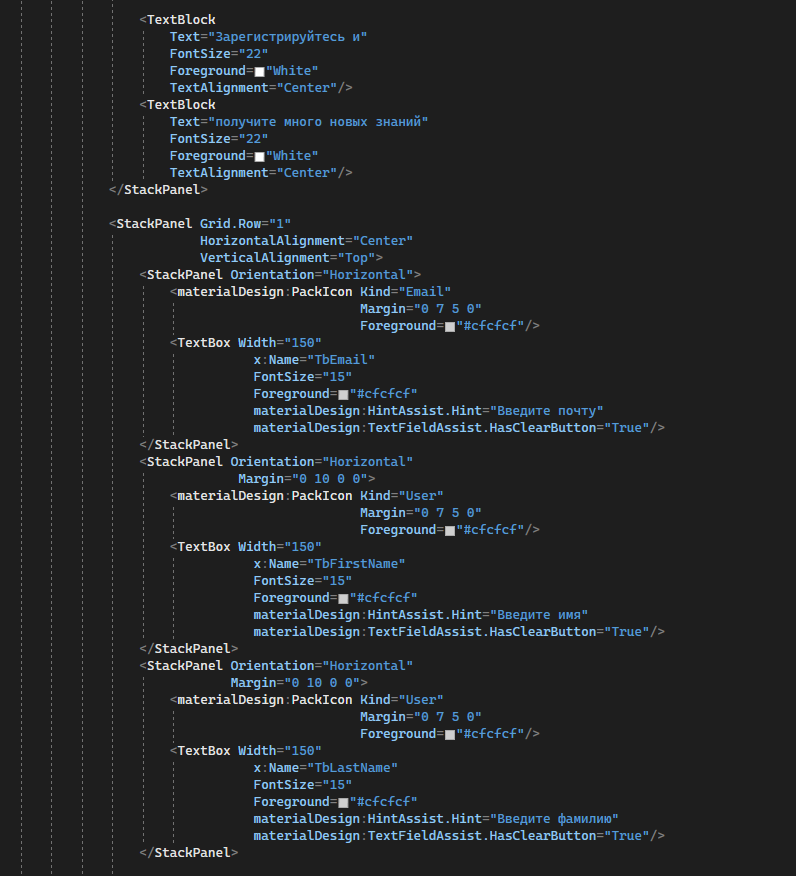 <TextBlock
Text="Зарегистрируйтесь и"
FontSize="22"
Foreground="White"
TextAlignment="Center"/>
<TextBlock
Text="получите много новых знаний"
FontSize="22"
Foreground="White"
TextAlignment="Center"/>
</StackPanel>
<StackPanel Grid.Row="1"
HorizontalAlignment="Center"
VerticalAlignment="Top">
<StackPanel Orientation="Horizontal">
<materialDesign:PackIcon Kind="Email"
Margin="0 7 5 0"
Foreground="#cfcfcf"/>
<TextBox Width="150"
x:Name="TbEmail"
FontSize="15"
Foreground="#cfcfcf"
materialDesign:HintAssist.Hint="Введите почту"
materialDesign:TextFieldAssist.HasClearButton="True"/>
</StackPanel>
<StackPanel Orientation="Horizontal"
Margin="0 10 0 0">
<materialDesign:PackIcon Kind="User"
Margin="0 7 5 0"
Foreground="#cfcfcf"/>
<TextBox Width="150"
x:Name="TbFirstName"
FontSize="15"
Foreground="#cfcfcf"
materialDesign:HintAssist.Hint="Введите имя"
materialDesign:TextFieldAssist.HasClearButton="True"/>
</StackPanel>
<StackPanel Orientation="Horizontal"
Margin="0 10 0 0">
<materialDesign:PackIcon Kind="User"
Margin="0 7 5 0"
Foreground="#cfcfcf"/>
<TextBox Width="150"
x:Name="TbLastName"
FontSize="15"
Foreground="#cfcfcf"
materialDesign:HintAssist.Hint="Введите фамилию"
materialDesign:TextFieldAssist.HasClearButton="True"/>
</StackPanel>